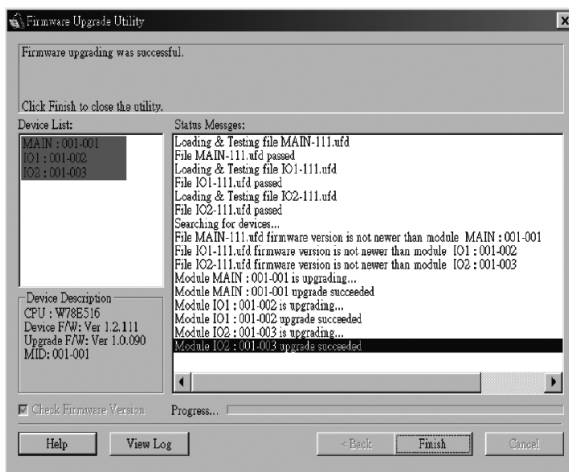 Firmware Upgrade Utility
Firmware upgrading was successful.
Click Finish to close the utility.
Device List:
MAIN : 001-001
IO1 : 001-002
IO2 : 001-003
Status Messges:
Loading & Testing file MAIN-111.ufd
File MAIN-111.ufd passed
Loading & Testing file IO1-111.ufd
File IO1-111.ufd passed
Loading & Testing file IO2-111.ufd
File IO2-111.ufd passed
Searching for devices...
File MAIN-111.ufd firmware version is not newer than module MAIN : 001-001
File IO1-111.ufd firmware version is not newer than module IO1 : 001-002
File IO2-111.ufd firmware version is not newer than module IO2 : 001-003
Module MAIN : 001-001 is upgrading...
Module MAIN : 001-001 upgrade succeeded
Module IO1 : 001-002 is upgrading...
Module IO1 : 001-002 upgrade succeeded
Module IO2 : 001-003 is upgrading...
Module IO2 : 001-003 upgrade succeeded
Device Description
CPU : W78E516
Device F/W: Ver 1.2.111
Upgrade F/W: Ver 1.0.090
MID: 001-001
Check Firmware Version
Progress...
Help
View Log
< Back
Finish
Cancel